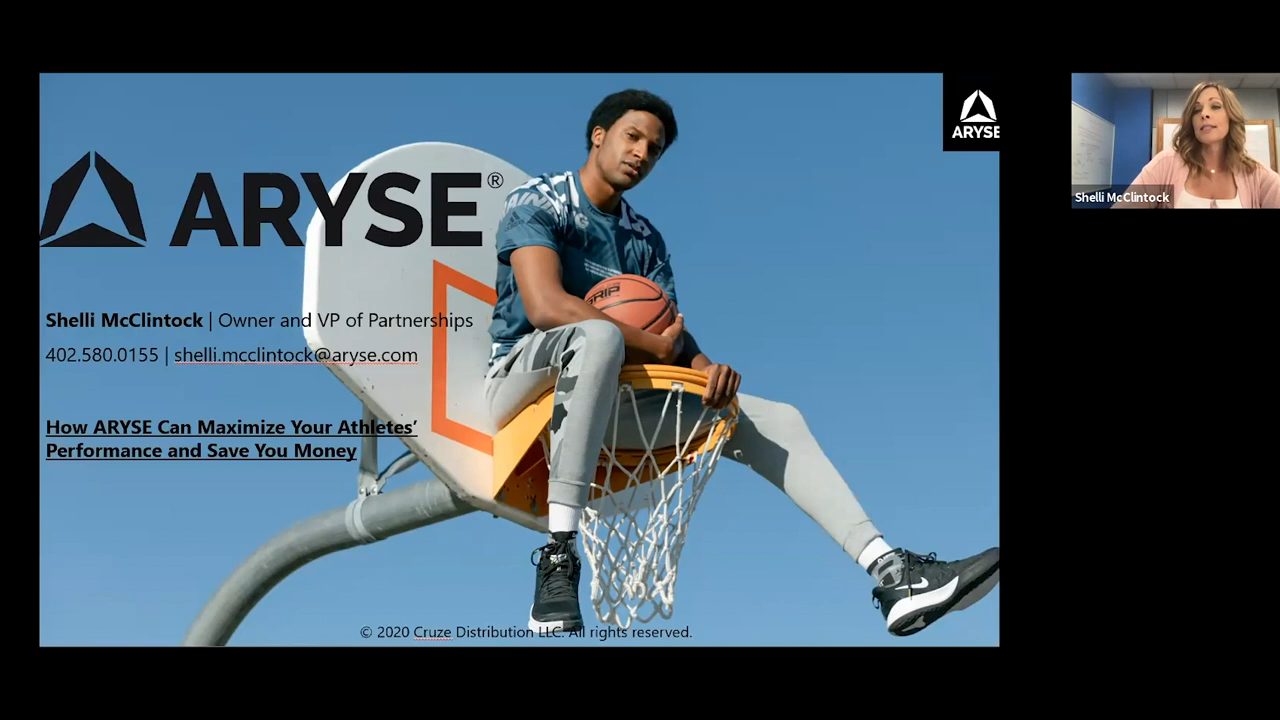 ARYSE®
ARYSE
Shelli McClintock | Owner and VP of Partnerships
402.580.0155 | shelli.mcclintock@aryse.com
How ARYSE Can Maximize Your Athletes'
Performance and Save You Money
© 2020 Cruze Distribution LLC. All rights reserved.
GRIP
Shelli McClintock